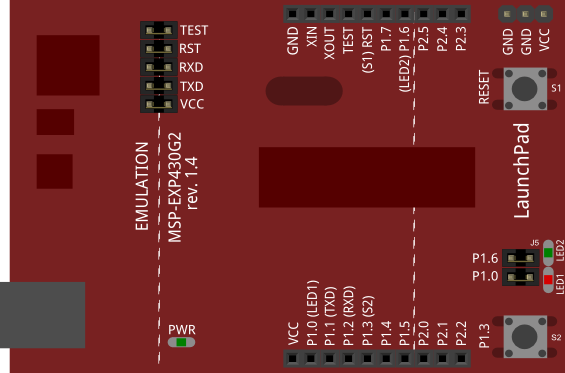 TEST
RST
RXD
TXD
VCC
EMULATION
MSP-EXP430G2
rev. 1.4
GND
XIN
XOUT
TEST
(S1) RST
P1.7
(LED2) P1.6
P2.5
P2.4
P2.3
GND
GND
VCC
RESET
S1
LaunchPad
J5
P1.6
P1.0
LED2
LED1
PWR
VCC
P1.0 (LED1)
P1.1 (TXD)
P1.2 (RXD)
P1.3 (S2)
P1.4
P1.5
P2.0
P2.1
P2.2
P1.3
S2